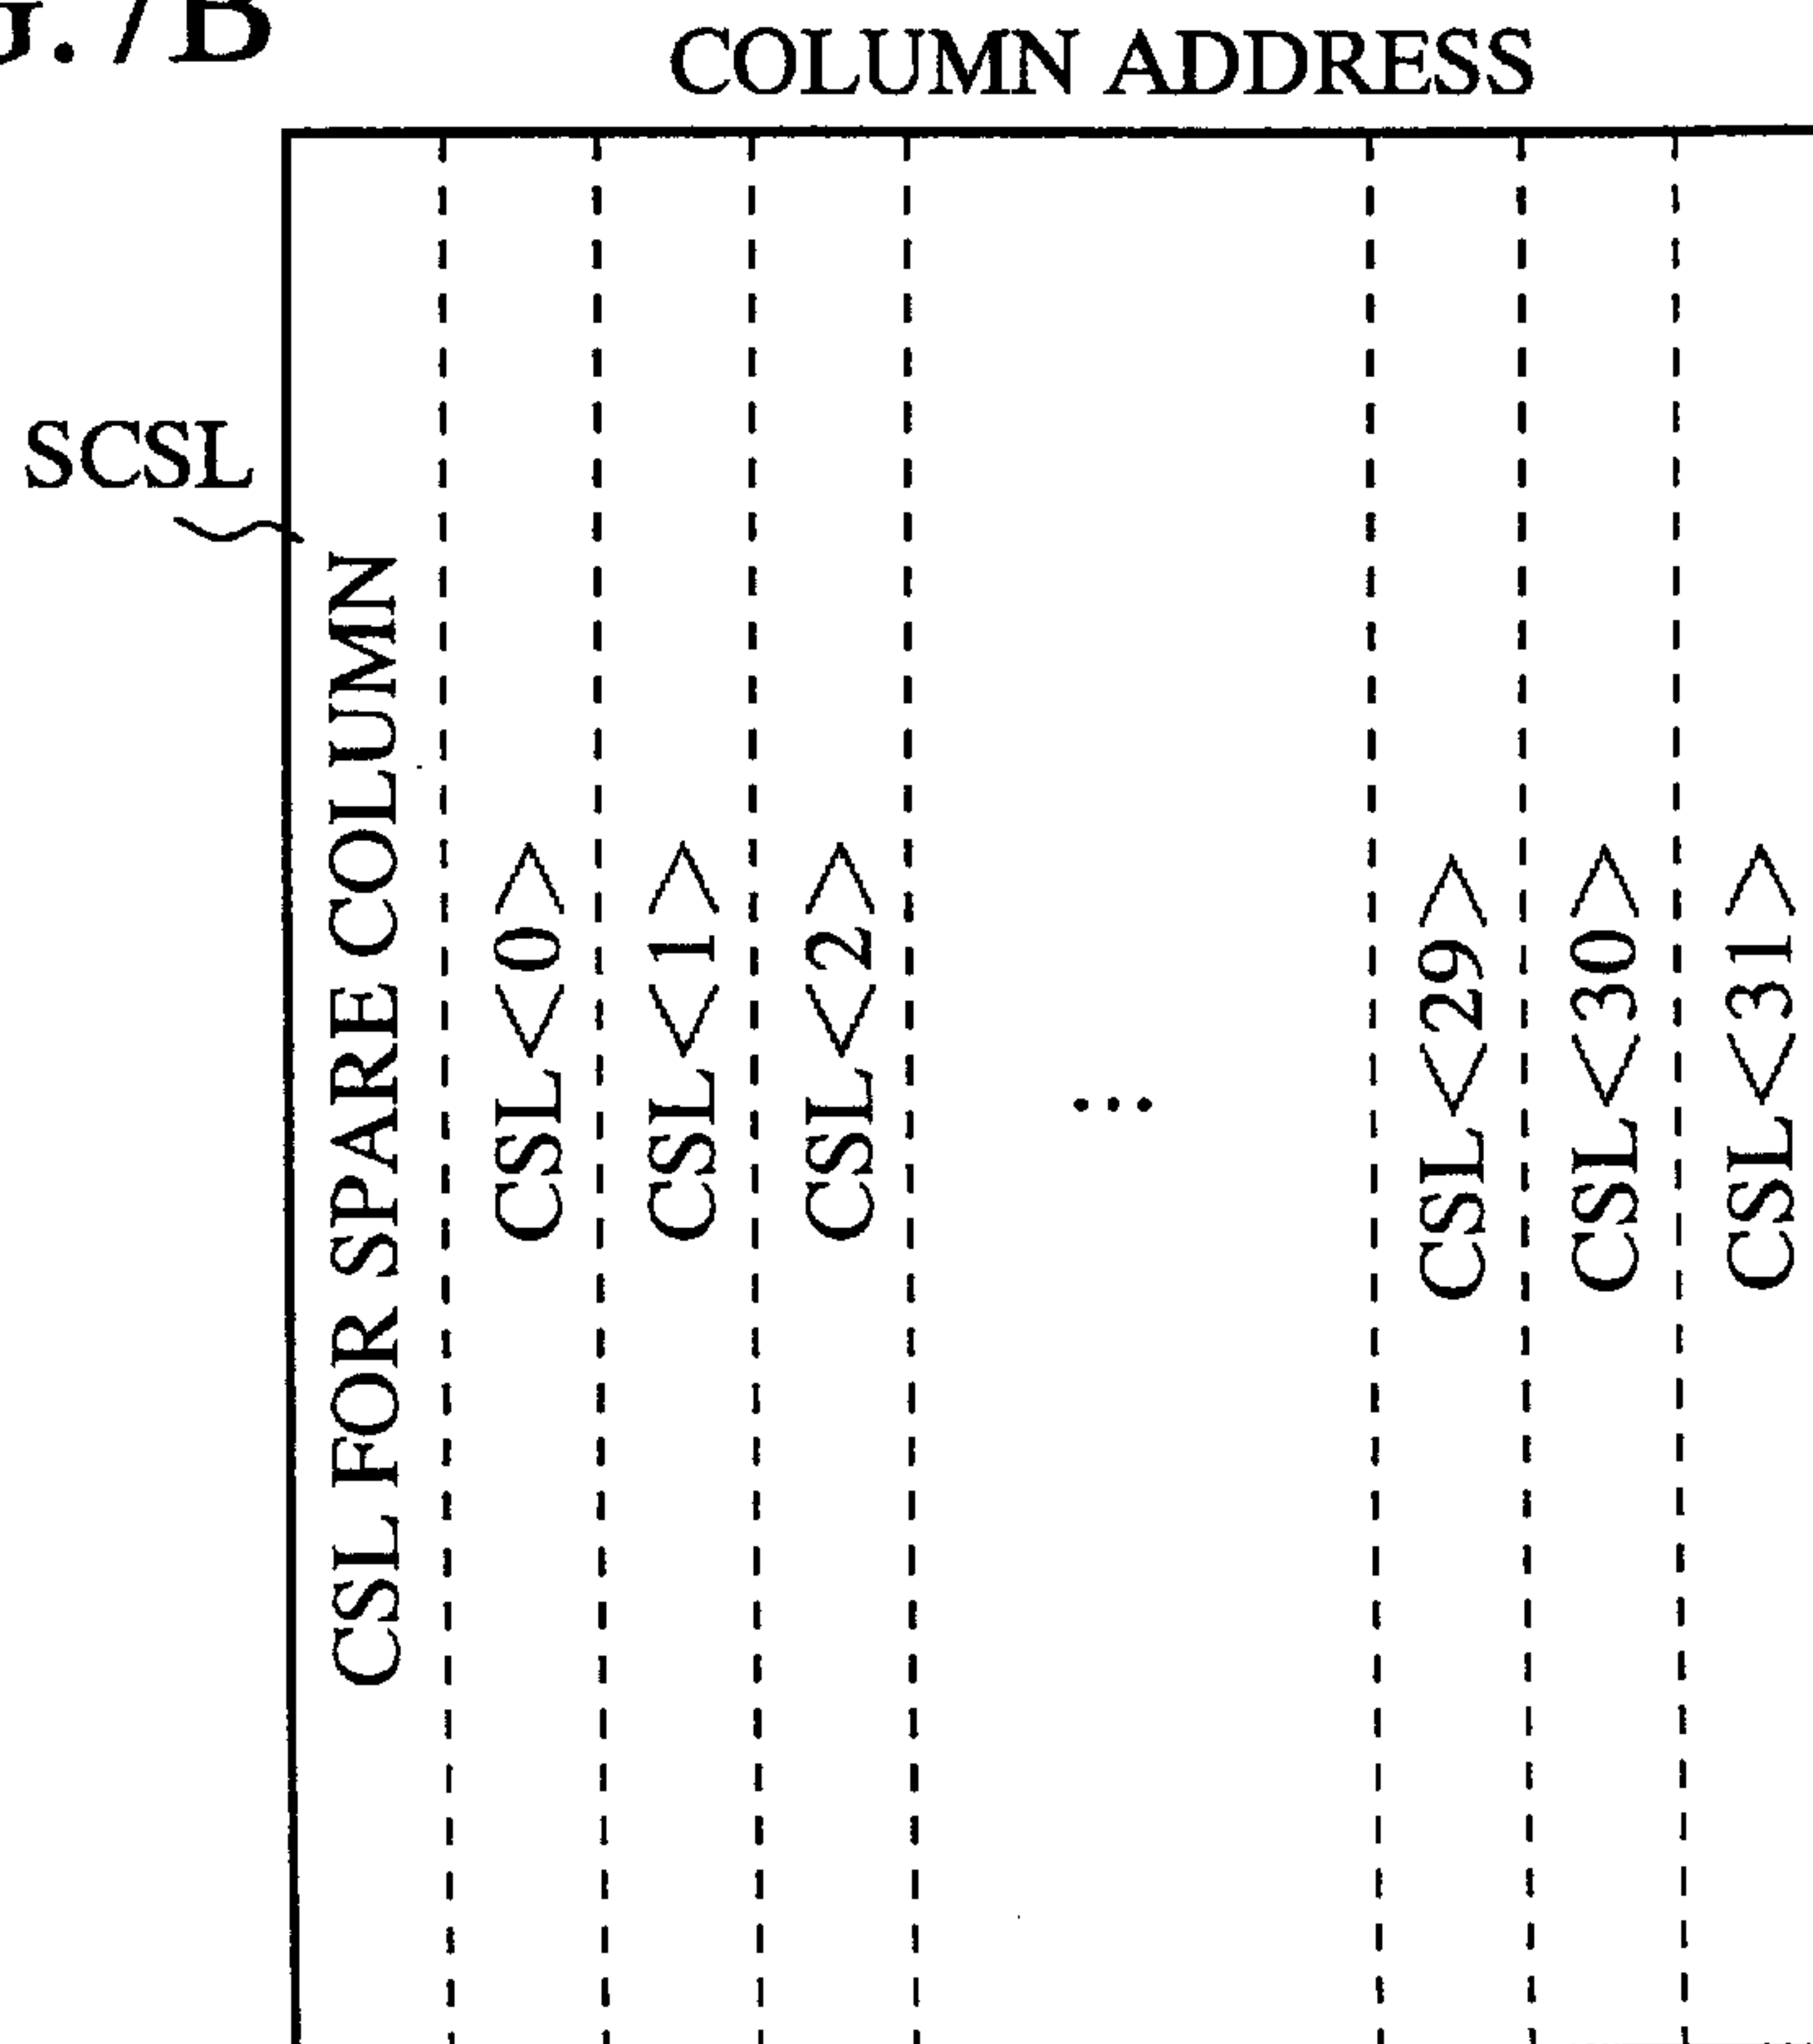 . 7B
COLUMN ADDRESS
SCSL
CSL FOR SPARE COLUMN
CSL<0>
CSL<1>
CSL<2>
...
CSL<29>
CSL<30>
CSL<31>